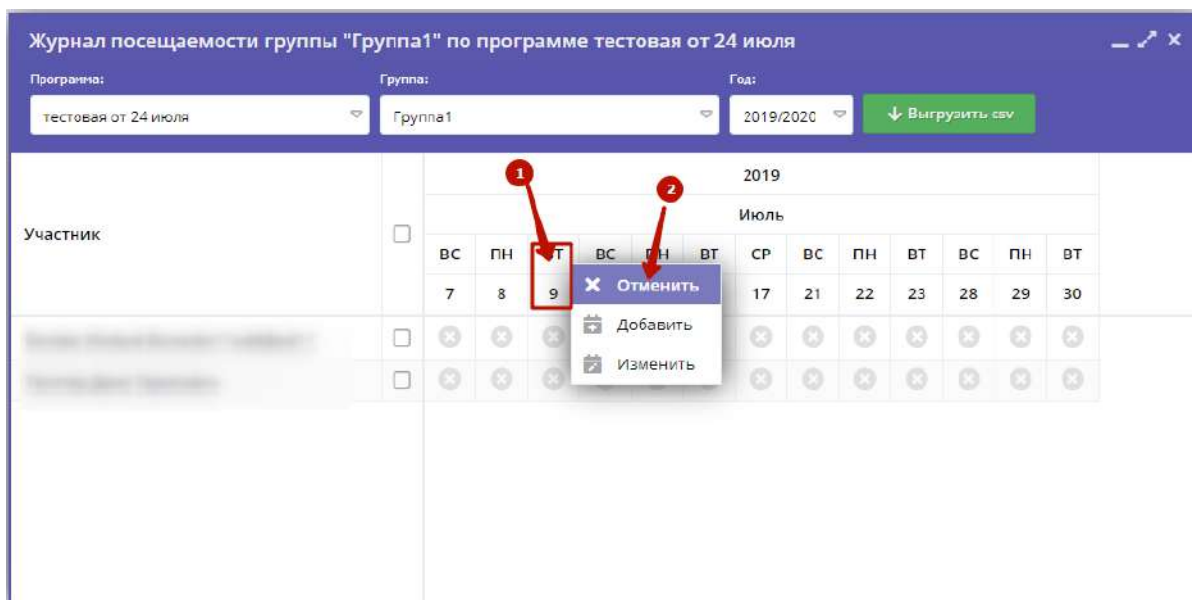 Журнал посещаемости группы "Группа1" по программе тестовая от 24 июля
Программа: Группа: Год:
тестовая от 24 июля Группа1 2019/2020 Выгрузить csv
1
2
2019
Июль
Участник
ВС ПН ВТ ВС ПН ВТ СР ВС ПН ВТ ВС ПН ВТ
7 8 9 17 21 22 23 28 29 30
Отменить
Добавить
Изменить